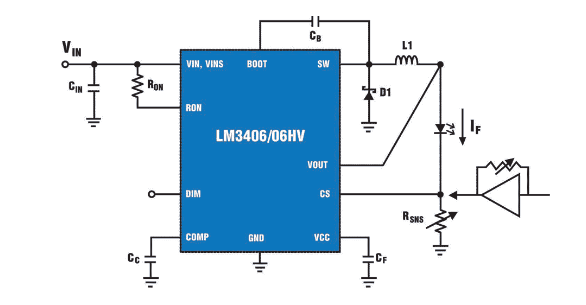 C_B
L1
V_IN
VIN, VINS
BOOT
SW
C_IN
R_ON
D1
RON
LM3406/06HV
I_F
VOUT
DIM
CS
R_SNS
COMP
GND
VCC
C_C
C_F